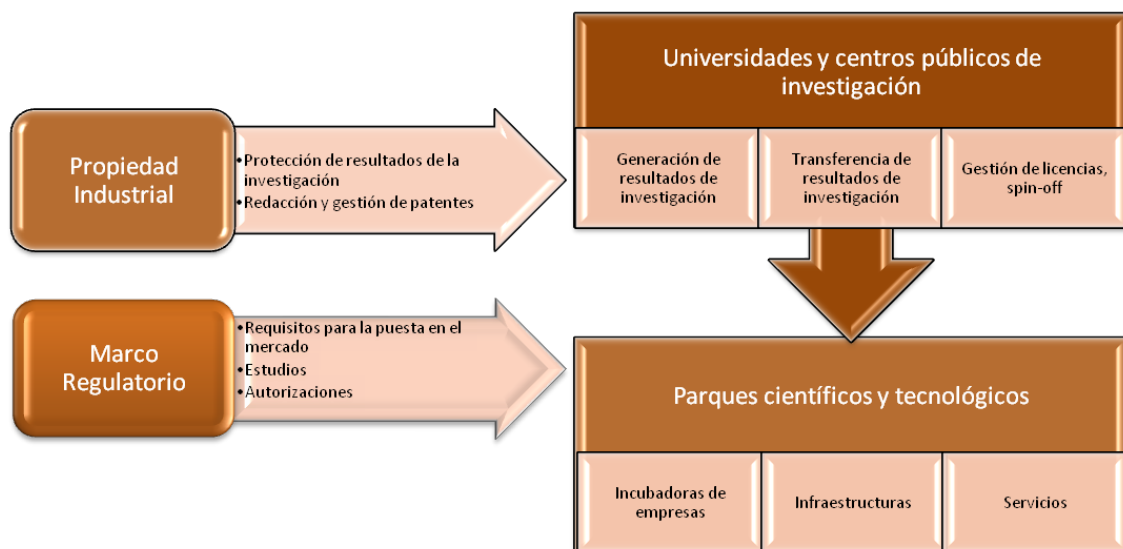 Propiedad
Industrial
•Protección de resultados de la
investigación
•Redacción y gestión de patentes
Universidades y centros públicos de
investigación
Generación de
resultados de
investigación
Transferencia de
resultados de
investigación
Gestión de licencias,
spin-off
Marco
Regulatorio
•Requisitos para la puesta en el
mercado
•Estudios
•Autorizaciones
Parques científicos y tecnológicos
Incubadoras de
empresas
Infraestructuras
Servicios